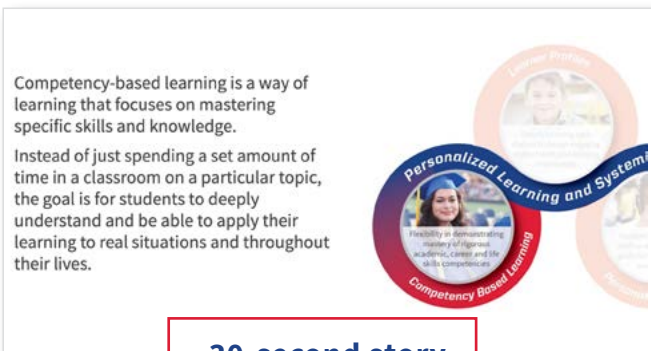 Competency-based learning is a way of
learning that focuses on mastering
specific skills and knowledge.
Instead of just spending a set amount of
time in a classroom on a particular topic,
the goal is for students to deeply
understand and be able to apply their
learning to real situations and throughout
their lives.
Learner Profiles
Personalized Learning and Systemi
Flexibility in demonstrating
mastery of rigorous
academic, career and life
skills competencies
Competency Based Learning
30-second story